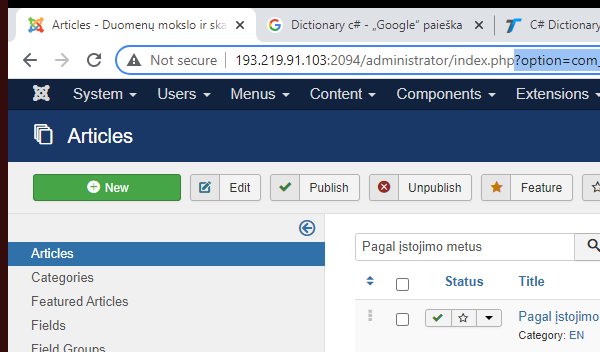 Articles - Duomenų mokslo ir ska
Dictionary c# - „Google“ paieška
C# Dictionary
Not secure | 193.219.91.103:2094/administrator/index.php?option=com_
System Users Menus Content Components Extensions
Articles
New Edit Publish Unpublish Feature
Articles
Categories
Featured Articles
Fields
Field Groups
Pagal įstojimo metus
Status Title
Pagal įstojimo
Category: EN